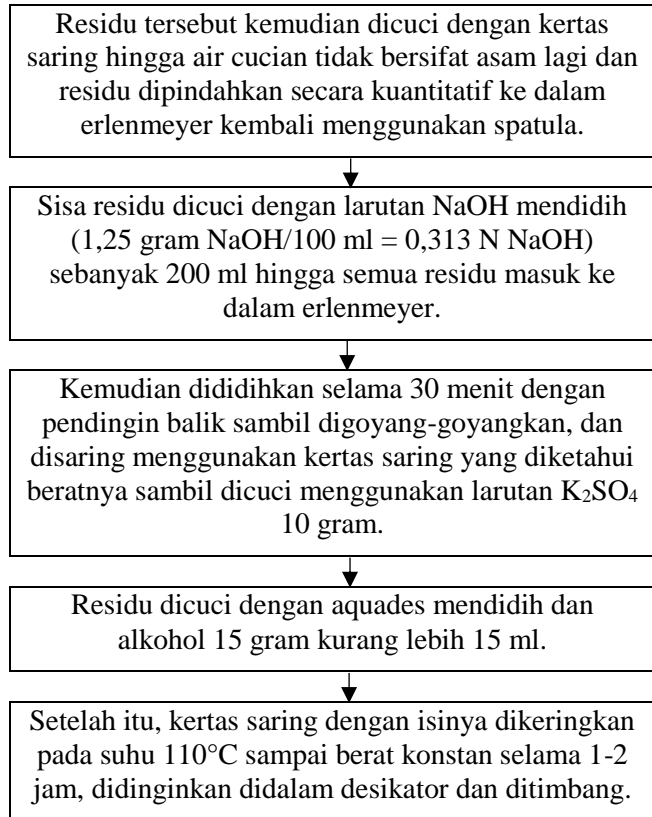 Residu tersebut kemudian dicuci dengan kertas
saring hingga air cucian tidak bersifat asam lagi dan
residu dipindahkan secara kuantitatif ke dalam
erlenmeyer kembali menggunakan spatula.
Sisa residu dicuci dengan larutan NaOH mendidih
(1,25 gram NaOH/100 ml = 0,313 N NaOH)
sebanyak 200 ml hingga semua residu masuk ke
dalam erlenmeyer.
Kemudian dididihkan selama 30 menit dengan
pendingin balik sambil digoyang-goyangkan, dan
disaring menggunakan kertas saring yang diketahui
beratnya sambil dicuci menggunakan larutan K₂SO₄
10 gram.
Residu dicuci dengan aquades mendidih dan
alkohol 15 gram kurang lebih 15 ml.
Setelah itu, kertas saring dengan isinya dikeringkan
pada suhu 110°C sampai berat konstan selama 1-2
jam, didinginkan didalam desikator dan ditimbang.